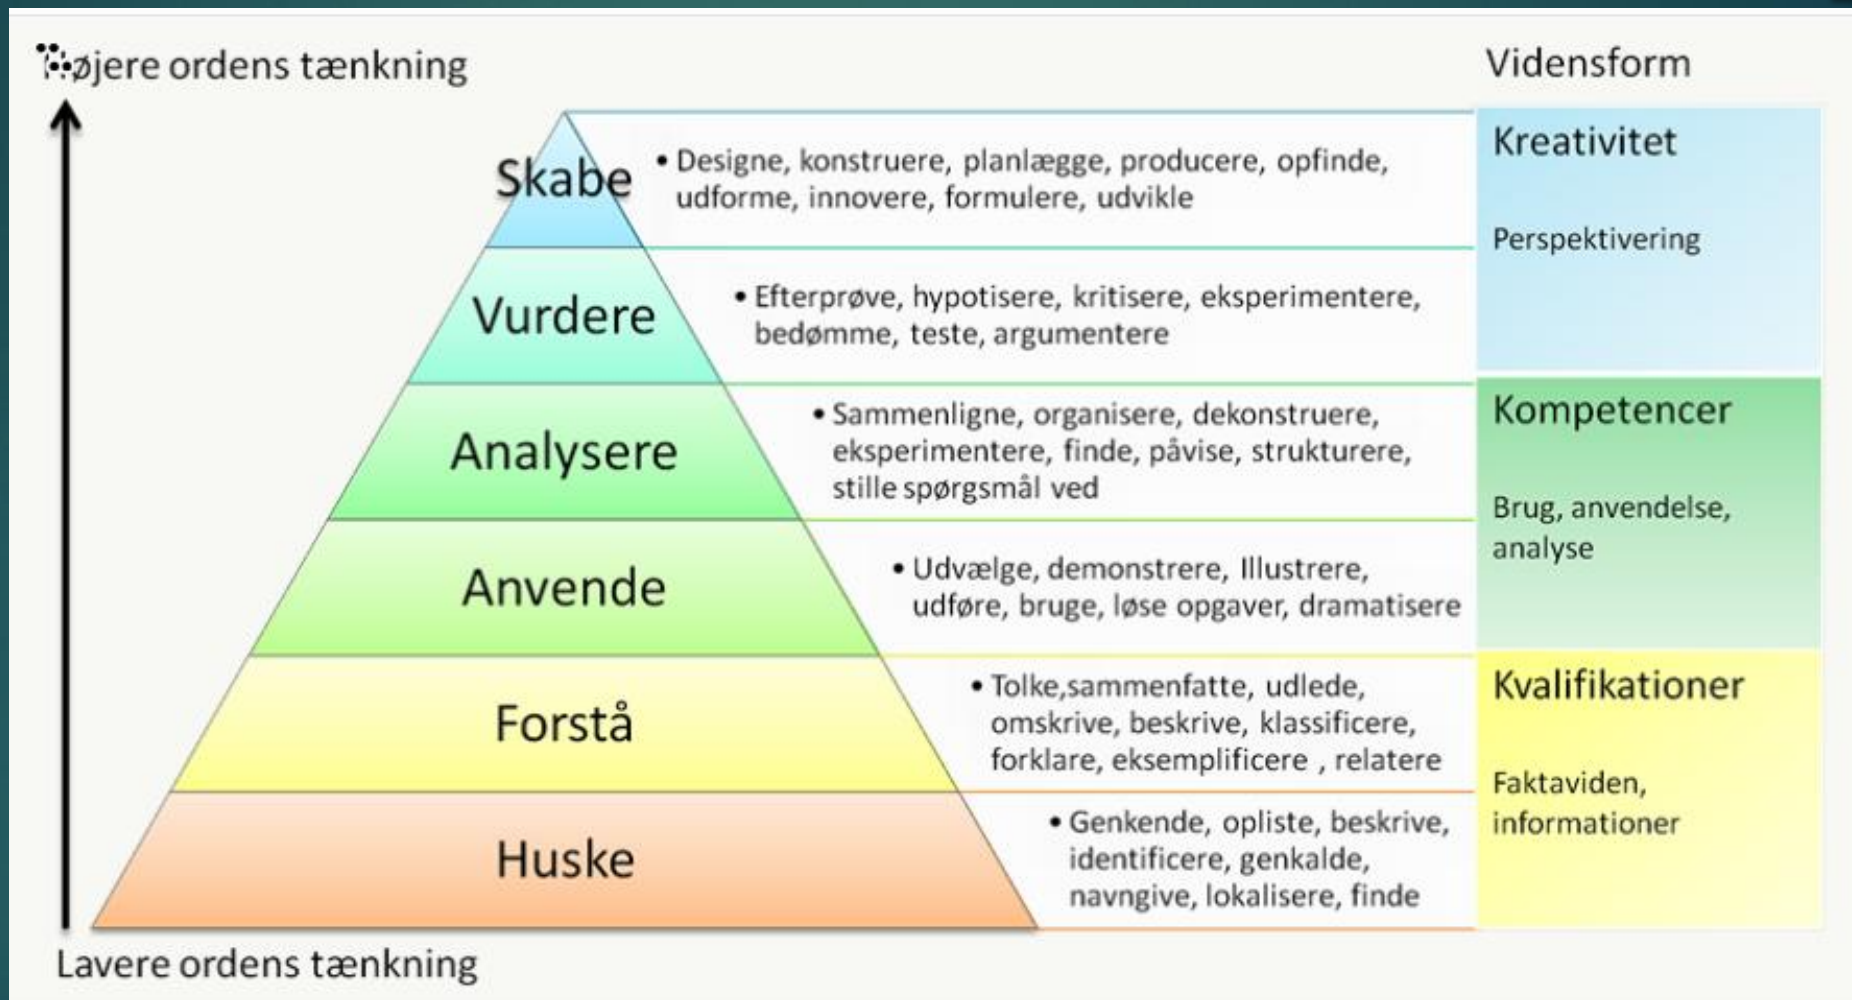 Højere ordens tænkning
Vidensform
Skabe
• Designe, konstruere, planlægge, producere, opfinde,
udforme, innovere, formulere, udvikle
Kreativitet
Perspektivering
Vurdere
• Efterprøve, hypotisere, kritisere, eksperimentere,
bedømme, teste, argumentere
Analysere
• Sammenligne, organisere, dekonstruere,
eksperimentere, finde, påvise, strukturere,
stille spørgsmål ved
Kompetencer
Brug, anvendelse,
analyse
Anvende
• Udvælge, demonstrere, Illustrere,
udføre, bruge, løse opgaver, dramatisere
Forstå
• Tolke,sammenfatte, udlede,
omskrive, beskrive, klassificere,
forklare, eksemplificere , relatere
Kvalifikationer
Faktaviden,
informationer
Huske
• Genkende, opliste, beskrive,
identificere, genkalde,
navngive, lokalisere, finde
Lavere ordens tænkning